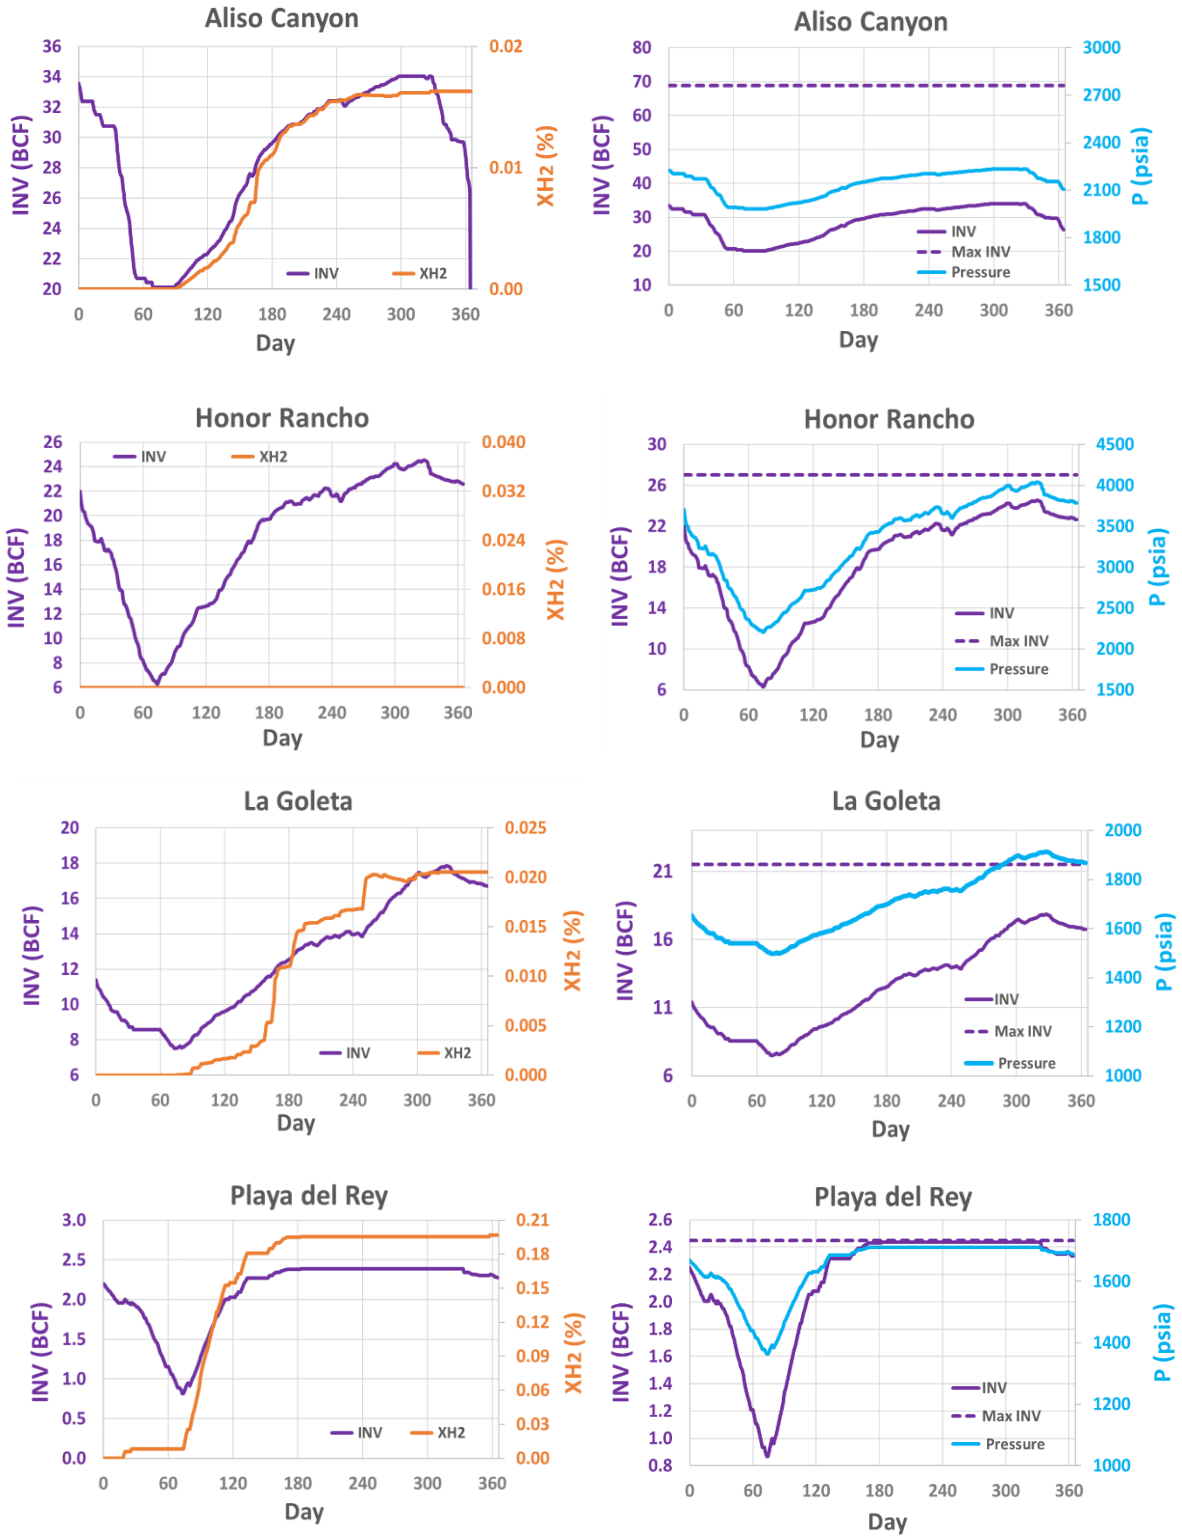 Aliso Canyon
36
34
32
30
28
26
24
22
20
0.02
0.01
0.00
INV (BCF)
XH2 (%)
INV
XH2
0 60 120 180 240 300 360
Day
Aliso Canyon
80
70
60
50
40
30
20
10
3000
2700
2400
2100
1800
1500
INV (BCF)
P (psia)
INV
Max INV
Pressure
0 60 120 180 240 300 360
Day
Honor Rancho
26
24
22
20
18
16
14
12
10
8
6
0.040
0.032
0.024
0.016
0.008
0.000
INV (BCF)
XH2 (%)
INV
XH2
0 60 120 180 240 300 360
Day
Honor Rancho
30
26
22
18
14
10
6
4500
4000
3500
3000
2500
2000
1500
INV (BCF)
P (psia)
INV
Max INV
Pressure
0 60 120 180 240 300 360
Day
La Goleta
20
18
16
14
12
10
8
6
0.025
0.020
0.015
0.010
0.005
0.000
INV (BCF)
XH2 (%)
INV
XH2
0 60 120 180 240 300 360
Day
La Goleta
21
16
11
6
2000
1800
1600
1400
1200
1000
INV (BCF)
P (psia)
INV
Max INV
Pressure
0 60 120 180 240 300 360
Day
Playa del Rey
3.0
2.5
2.0
1.5
1.0
0.5
0.0
0.21
0.18
0.15
0.12
0.09
0.06
0.03
0.00
INV (BCF)
XH2 (%)
INV
XH2
0 60 120 180 240 300 360
Day
Playa del Rey
2.6
2.4
2.2
2.0
1.8
1.6
1.4
1.2
1.0
0.8
1800
1600
1400
1200
1000
INV (BCF)
P (psia)
INV
Max INV
Pressure
0 60 120 180 240 300 360
Day